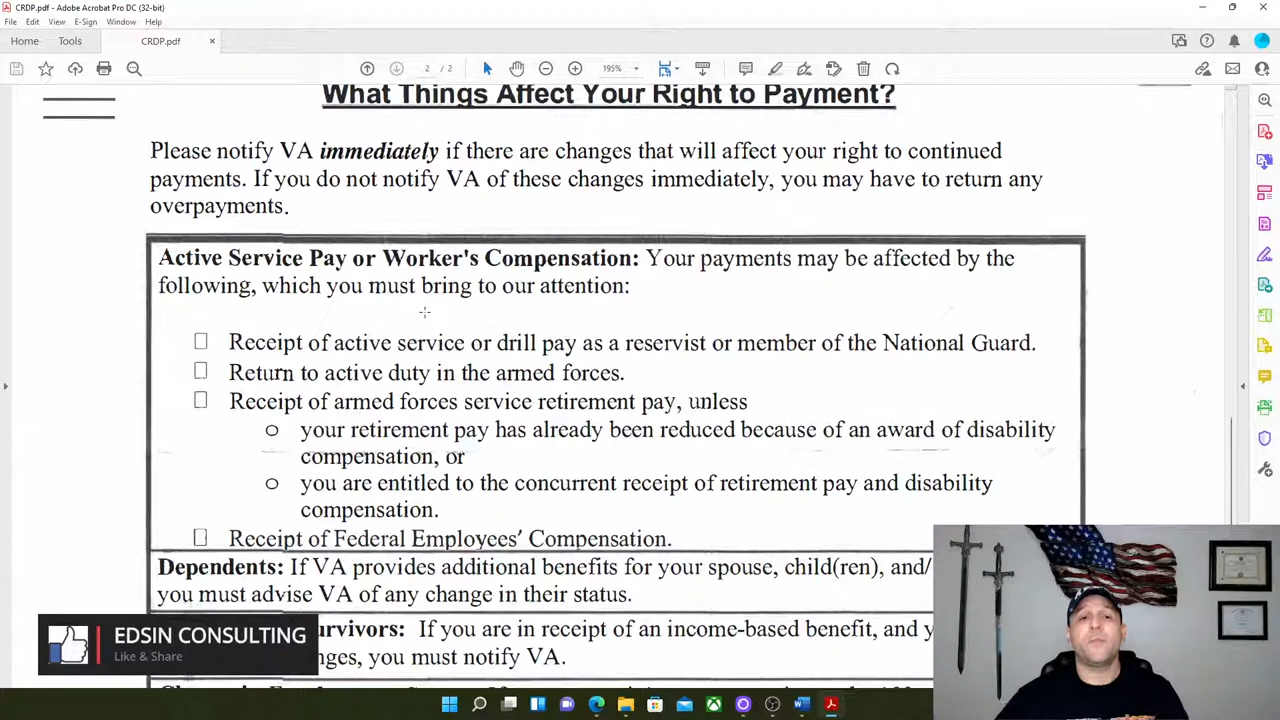 CRDP.pdf - Adobe Acrobat Pro DC (32-bit)
File Edit View E-Sign Window Help
Home Tools CRDP.pdf ×
2 / 2 195%
What Things Affect Your Right to Payment?
Please notify VA immediately if there are changes that will affect your right to continued
payments. If you do not notify VA of these changes immediately, you may have to return any
overpayments.
Active Service Pay or Worker's Compensation: Your payments may be affected by the
following, which you must bring to our attention:
Receipt of active service or drill pay as a reservist or member of the National Guard.
Return to active duty in the armed forces.
Receipt of armed forces service retirement pay, unless
o your retirement pay has already been reduced because of an award of disability
compensation, or
o you are entitled to the concurrent receipt of retirement pay and disability
compensation.
Receipt of Federal Employees' Compensation.
Dependents: If VA provides additional benefits for your spouse, child(ren), and/
you must advise VA of any change in their status.
urvivors: If you are in receipt of an income-based benefit, and y
nges, you must notify VA.
EDSIN CONSULTING
Like & Share